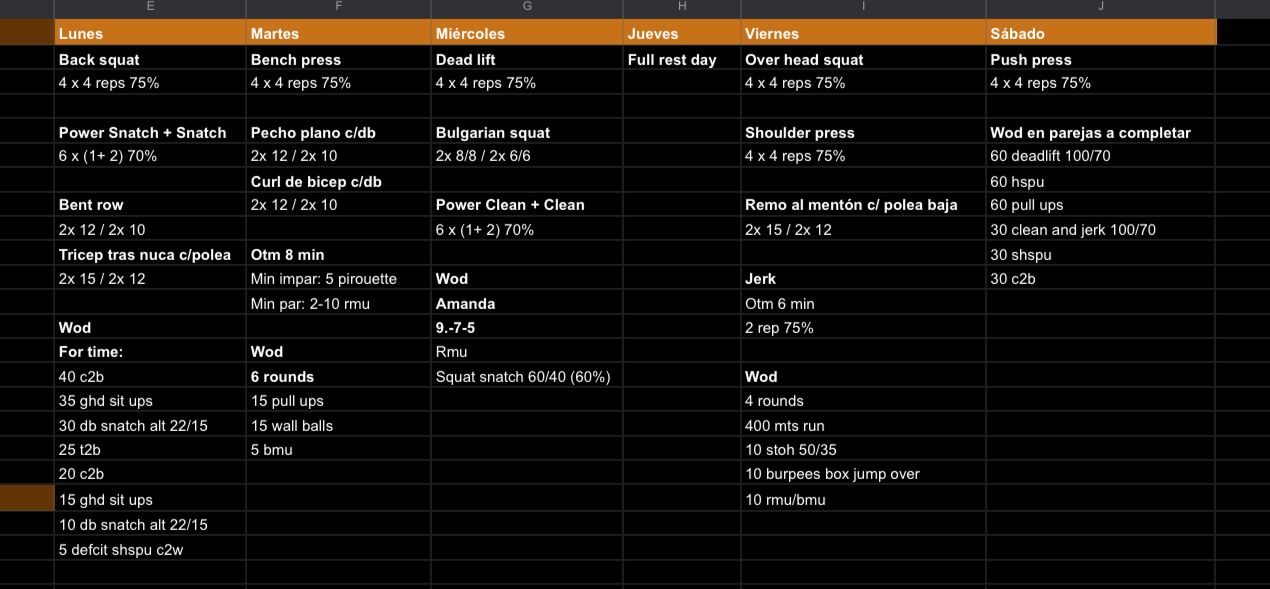 E F G H I J
Lunes
Back squat
4 x 4 reps 75%
Power Snatch + Snatch
6 x (1+ 2) 70%
Bent row
2x 12 / 2x 10
Tricep tras nuca c/polea
2x 15 / 2x 12
Wod
For time:
40 c2b
35 ghd sit ups
30 db snatch alt 22/15
25 t2b
20 c2b
15 ghd sit ups
10 db snatch alt 22/15
5 defcit shspu c2w
Martes
Bench press
4 x 4 reps 75%
Pecho plano c/db
2x 12 / 2x 10
Curl de bicep c/db
2x 12 / 2x 10
Otm 8 min
Min impar: 5 pirouette
Min par: 2-10 rmu
Wod
6 rounds
15 pull ups
15 wall balls
5 bmu
Miércoles
Dead lift
4 x 4 reps 75%
Bulgarian squat
2x 8/8 / 2x 6/6
Power Clean + Clean
6 x (1+ 2) 70%
Wod
Amanda
9.-7-5
Rmu
Squat snatch 60/40 (60%)
Jueves
Full rest day
Viernes
Over head squat
4 x 4 reps 75%
Shoulder press
4 x 4 reps 75%
Remo al mentón c/ polea baja
2x 15 / 2x 12
Jerk
Otm 6 min
2 rep 75%
Wod
4 rounds
400 mts run
10 stoh 50/35
10 burpees box jump over
10 rmu/bmu
Sábado
Push press
4 x 4 reps 75%
Wod en parejas a completar
60 deadlift 100/70
60 hspu
60 pull ups
30 clean and jerk 100/70
30 shspu
30 c2b